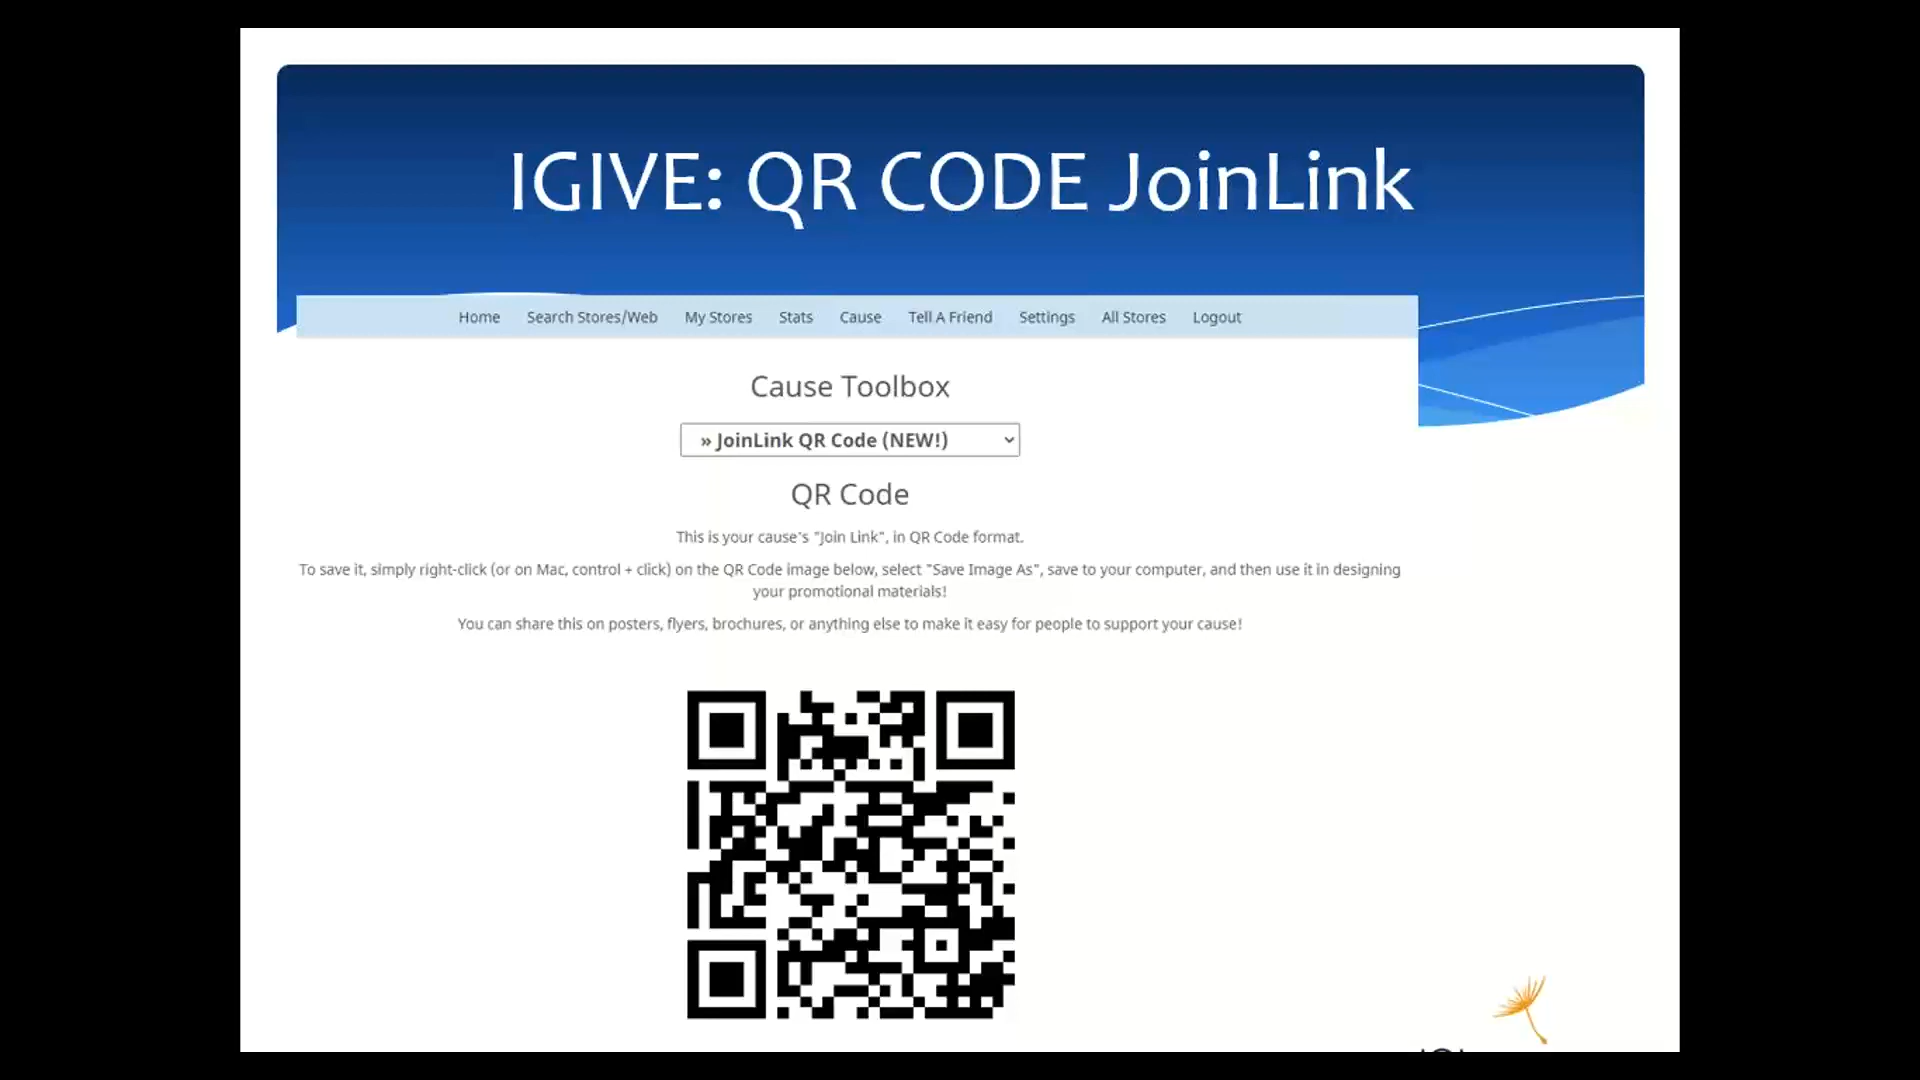 IGIVE: QR CODE JoinLink
Home Search Stores/Web My Stores Stats Cause Tell A Friend Settings All Stores Logout
Cause Toolbox
» JoinLink QR Code (NEW!)
QR Code
This is your cause's "Join Link", in QR Code format.
To save it, simply right-click (or on Mac, control + click) on the QR Code image below, select "Save Image As", save to your computer, and then use it in designing
your promotional materials!
You can share this on posters, flyers, brochures, or anything else to make it easy for people to support your cause!